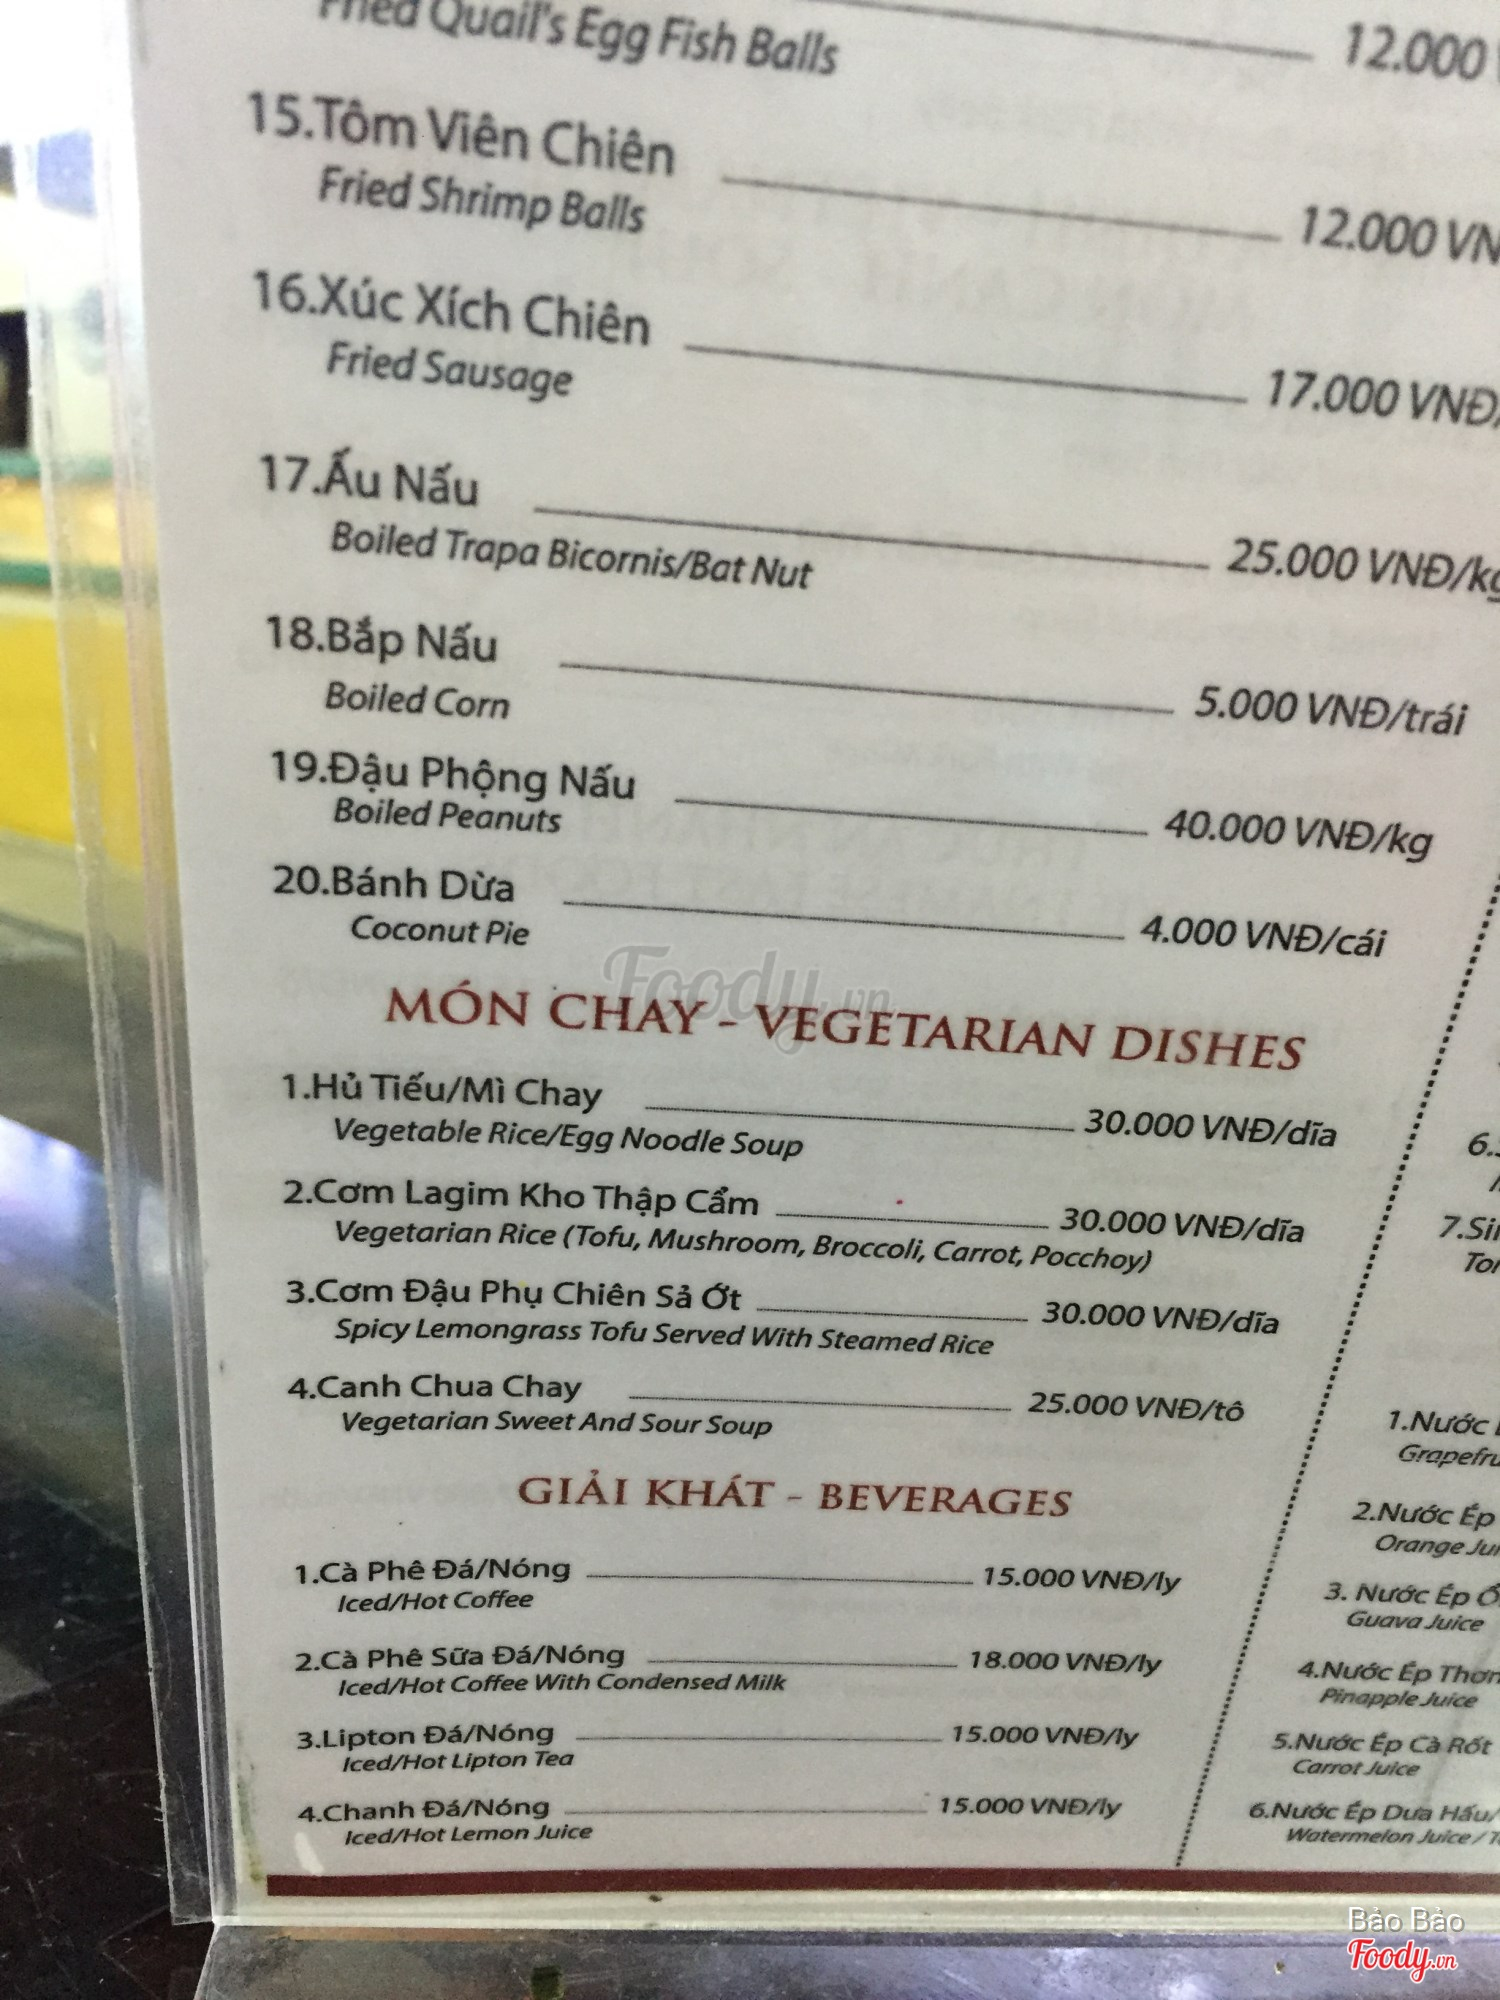 Fried Quail's Egg Fish Balls
12.000
15.Tôm Viên Chiên 12.000 VN
Fried Shrimp Balls
16.Xúc Xích Chiên 17.000 VNĐ/
Fried Sausage
17.Ấu Nấu 25.000 VNĐ/kg
Boiled Trapa Bicornis/Bat Nut
18.Bắp Nấu 5.000 VNĐ/trái
Boiled Corn
19.Đậu Phộng Nấu 40.000 VNĐ/kg
Boiled Peanuts
20.Bánh Dừa 4.000 VNĐ/cái
Coconut Pie
Foody.vn
MÓN CHAY - VEGETARIAN DISHES
1.Hủ Tiếu/Mì Chay 30.000 VNĐ/dĩa
Vegetable Rice/Egg Noodle Soup
2.Cơm Lagim Kho Thập Cẩm 30.000 VNĐ/dĩa
Vegetarian Rice (Tofu, Mushroom, Broccoli, Carrot, Pocchoy)
3.Cơm Đậu Phụ Chiên Sả Ớt 30.000 VNĐ/dĩa
Spicy Lemongrass Tofu Served With Steamed Rice
4.Canh Chua Chay 25.000 VNĐ/tô
Vegetarian Sweet And Sour Soup
GIẢI KHÁT - BEVERAGES
1.Cà Phê Đá/Nóng 15.000 VNĐ/ly
Iced/Hot Coffee
2.Cà Phê Sữa Đá/Nóng 18.000 VNĐ/ly
Iced/Hot Coffee With Condensed Milk
3.Lipton Đá/Nóng 15.000 VNĐ/ly
Iced/Hot Lipton Tea
4.Chanh Đá/Nóng 15.000 VNĐ/ly
Iced/Hot Lemon Juice
6.
7.
1.Nước
2.Nước Ép
Orange
3. Nước Ép
Guava Juice
4.Nước Ép
Pinapple Juice
5.Nước Ép Cà Rốt
Carrot Juice
6.Nước Ép Dưa Hấu/
Watermelon Juice /
Bảo Bảo
Foody.vn